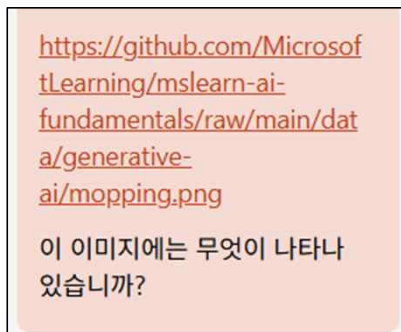 https://github.com/Microsof
tLearning/mslearn-ai-
fundamentals/raw/main/dat
a/generative-
ai/mopping.png
이 이미지에는 무엇이 나타나
있습니까?